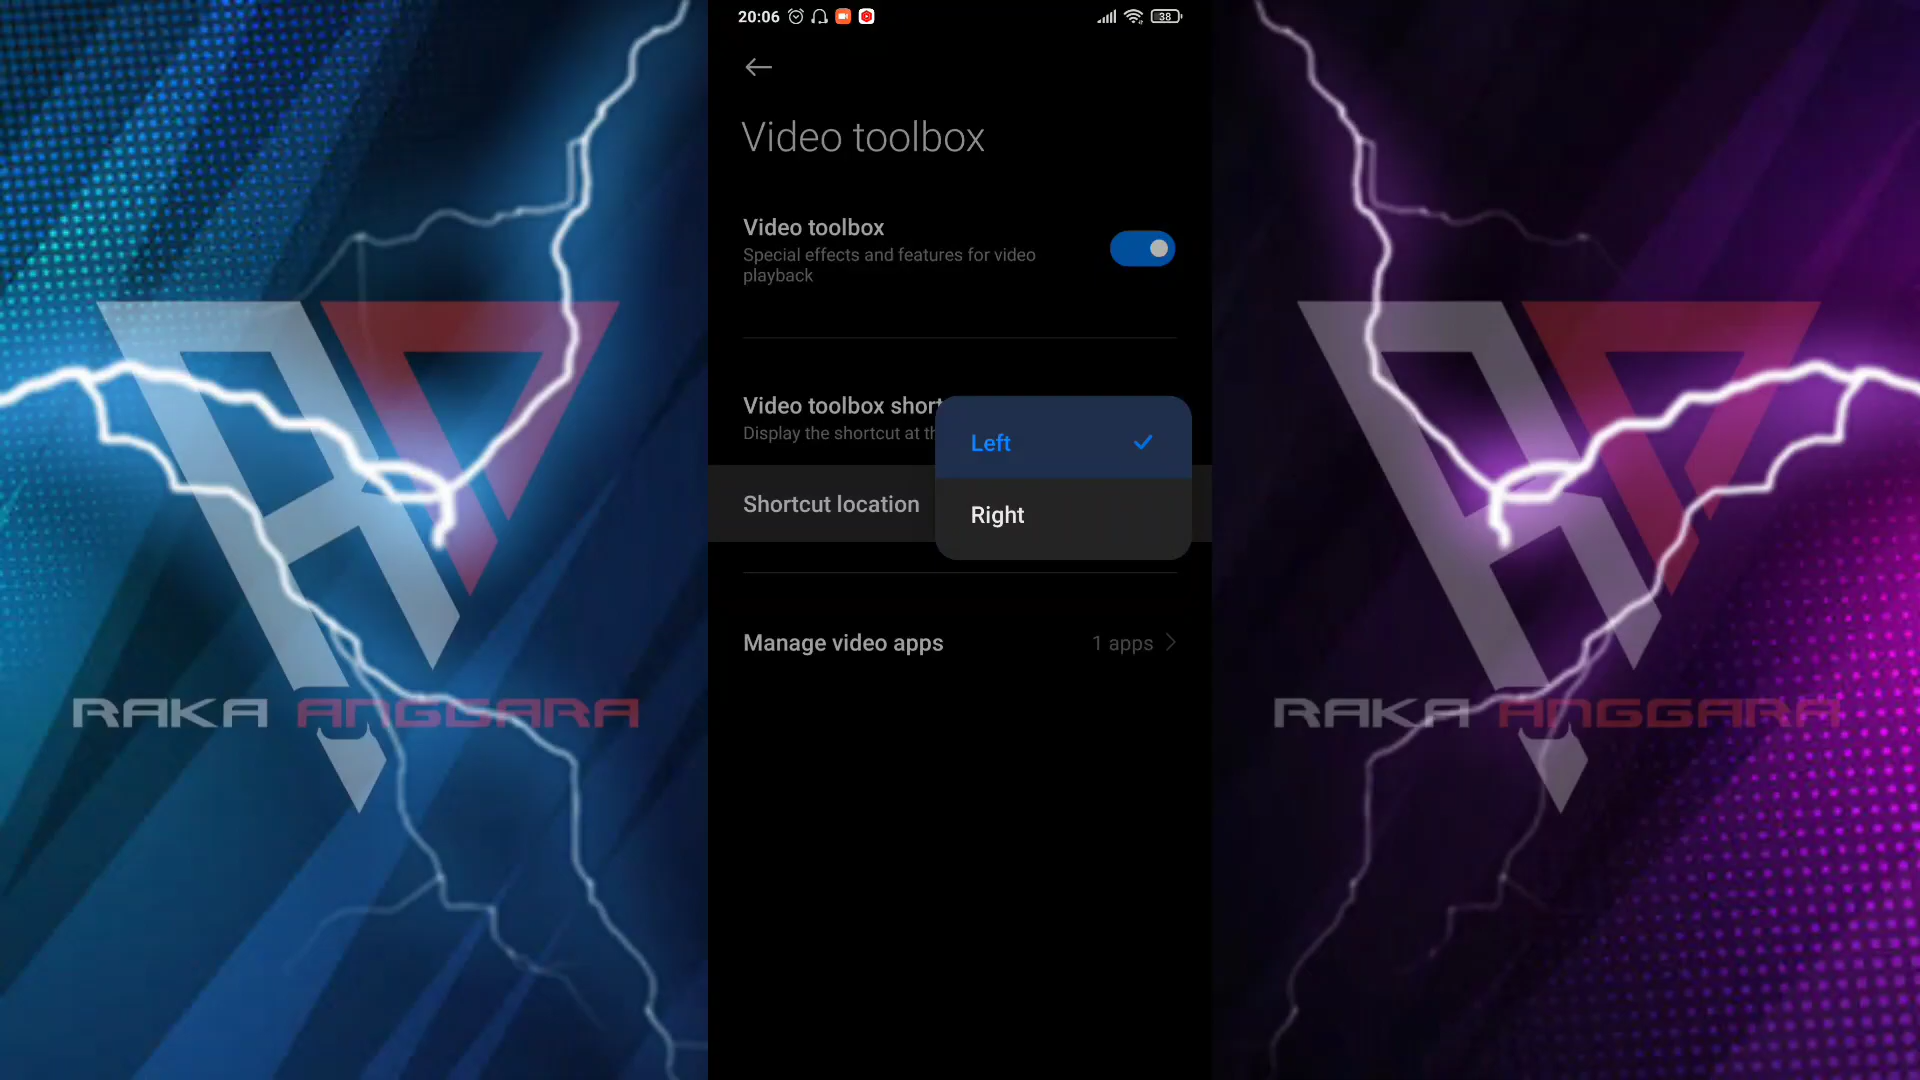 20:06
38
Video toolbox
Video toolbox
Special effects and features for video
playback
Video toolbox short
Display the shortcut at th
Left
Shortcut location
Right
Manage video apps
1 apps
RAKA ANGGARA
RAKA ANGGARA